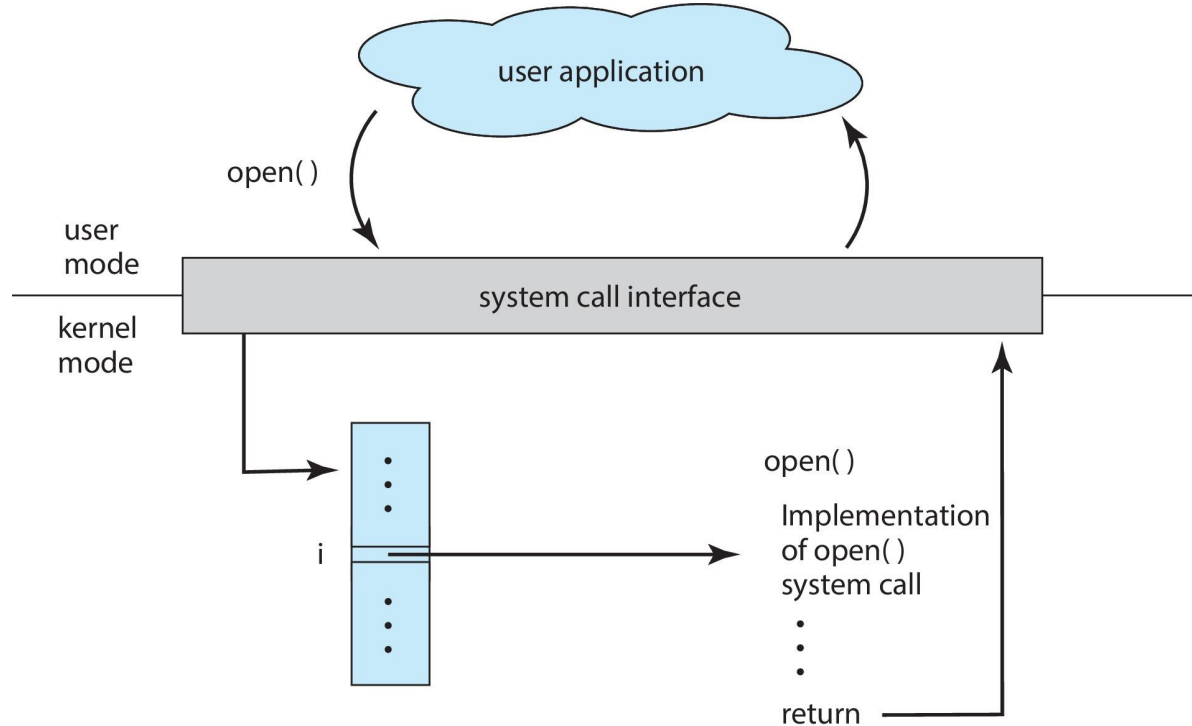 user application
open( )
user
mode
system call interface
kernel
mode
open( )
i
Implementation
of open( )
system call
return